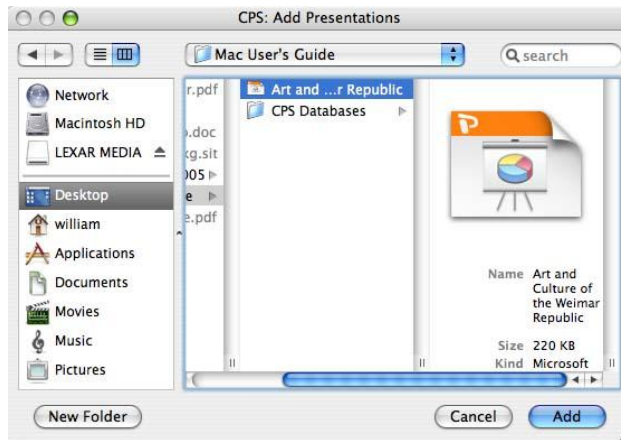 CPS: Add Presentations
Mac User's Guide
search
Network
Macintosh HD
LEXAR MEDIA
Desktop
william
Applications
Documents
Movies
Music
Pictures
r.pdf
.doc
kg.sit
005
e
e.pdf
Art and ...r Republic
CPS Databases
P
Name Art and
Culture of
the Weimar
Republic
Size 220 KB
Kind Microsoft
New Folder
Cancel
Add